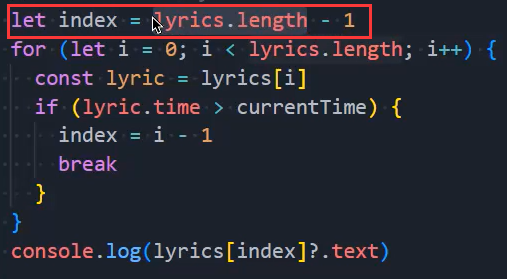 let index = lyrics.length - 1
for (let i = 0; i < lyrics.length; i++) {
  const lyric = lyrics[i]
  if (lyric.time > currentTime) {
    index = i - 1
    break
  }
}
console.log(lyrics[index]?.text)